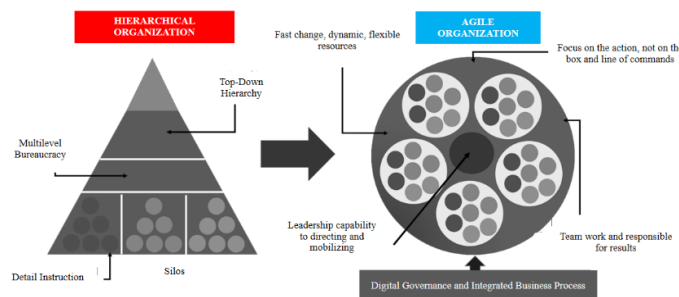 HIERARCHICAL
ORGANIZATION
AGILE
ORGANIZATION
Fast change, dynamic, flexible
resources
Focus on the action, not on th
box and line of commands
Top-Down
Hierarchy
Multilevel
Bureaucracy
Leadership capability
to directing and
mobilizing
Team work and responsible
for results
Detail Instruction
Silos
Digital Governance and Integrated Business Process